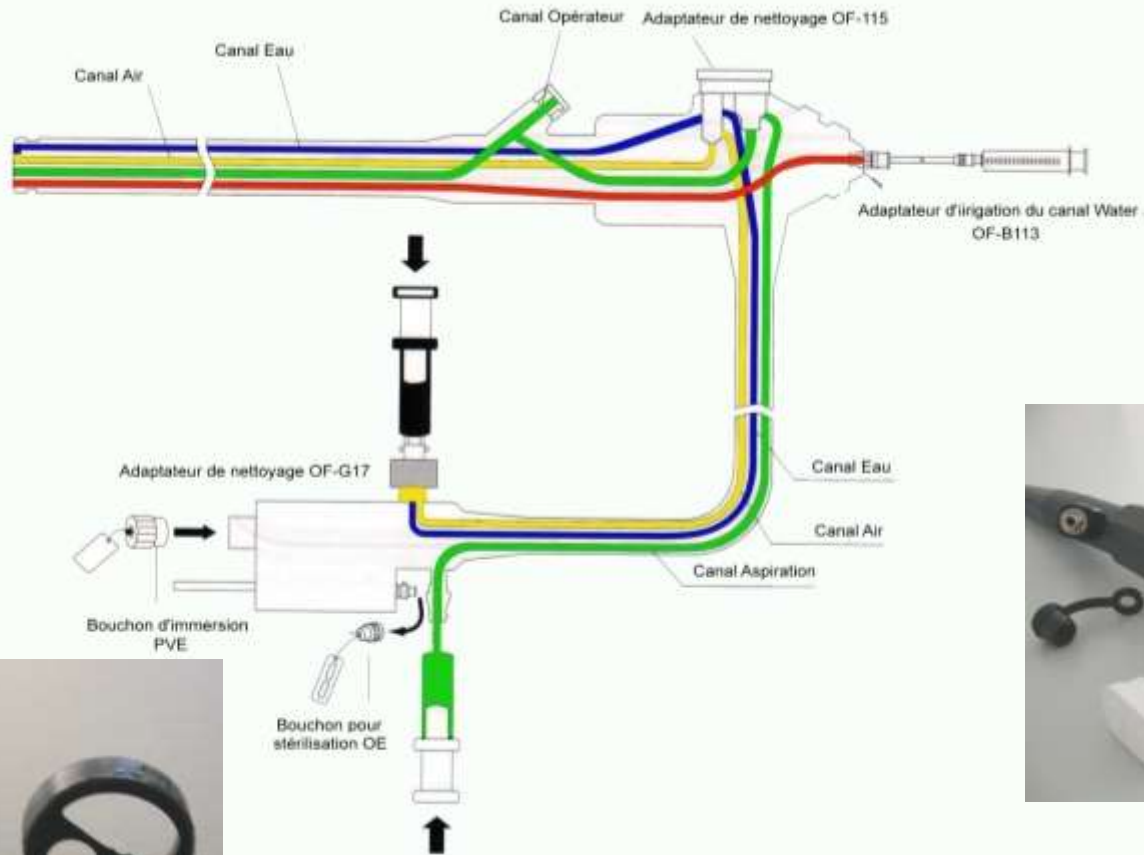 Canal Opérateur
Adaptateur de nettoyage OF-115
Canal Eau
Canal Air
Adaptateur d'iirigation du canal Water
OF-B113
Adaptateur de nettoyage OF-G17
Canal Eau
Canal Air
Canal Aspiration
Bouchon d'immersion
PVE
Bouchon pour
stérilisation OE